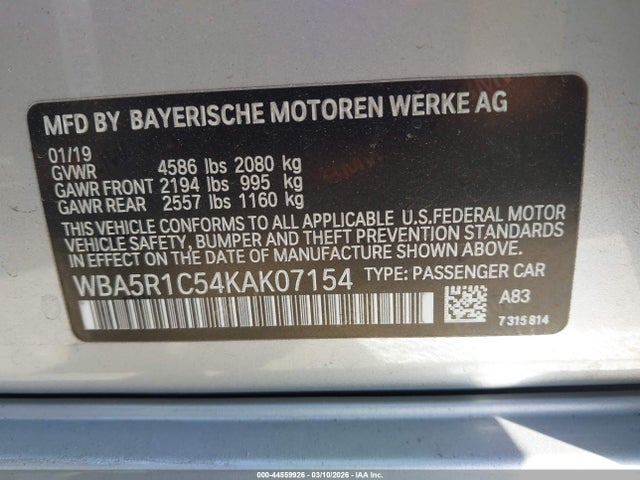 MFD BY BAYERISCHE MOTOREN WERKE AG
01/19
GVWR 4586 lbs 2080 kg
GAWR FRONT 2194 lbs 995 kg
GAWR REAR 2557 lbs 1160 kg
THIS VEHICLE CONFORMS TO ALL APPLICABLE U.S.FEDERAL MOTOR
VEHICLE SAFETY, BUMPER AND THEFT PREVENTION STANDARDS
IN EFFECT ON THE DATE OF MANUFACTURE SHOWN ABOVE.
WBA5R1C54KAK07154 TYPE: PASSENGER CAR
A83
7315814
000-44559926 | 03/10/2026 | IAA Inc.